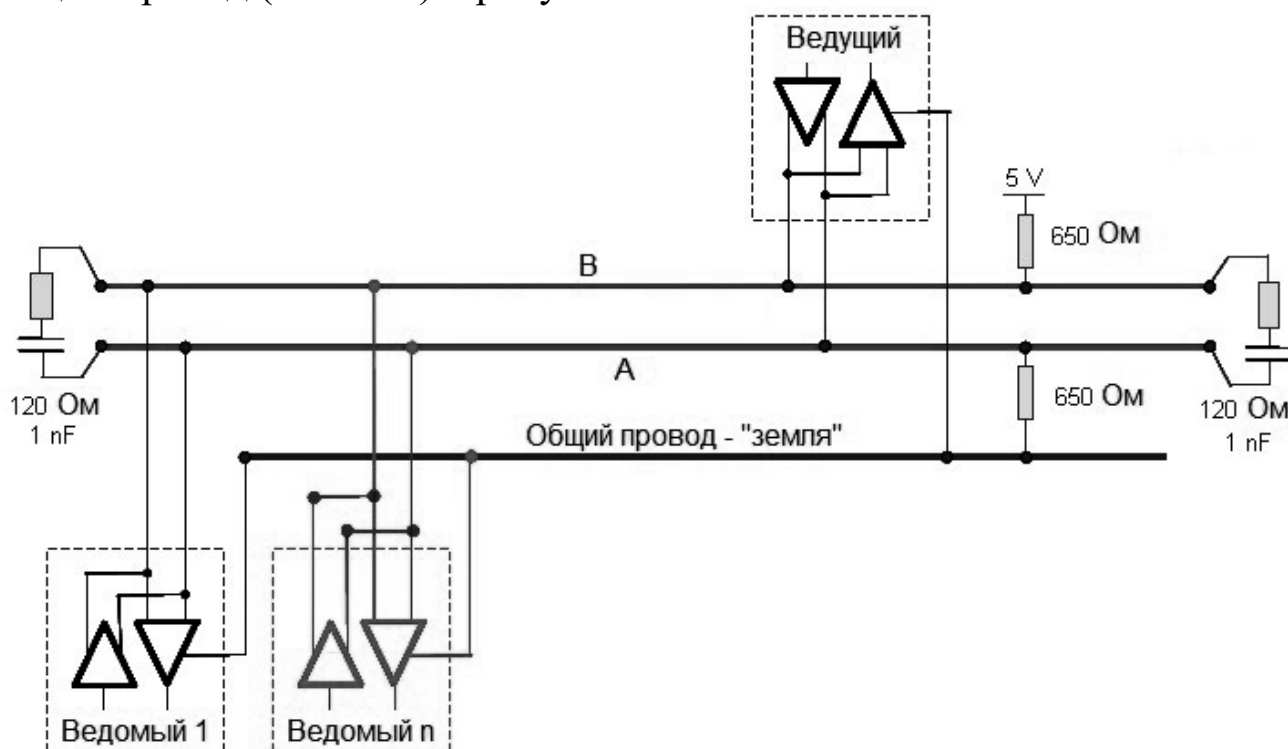 Ведущий
5 V
650 Ом
B
A
650 Ом
120 Ом
1 nF
120 Ом
1 nF
Общий провод - "земля"
Ведомый 1
Ведомый n